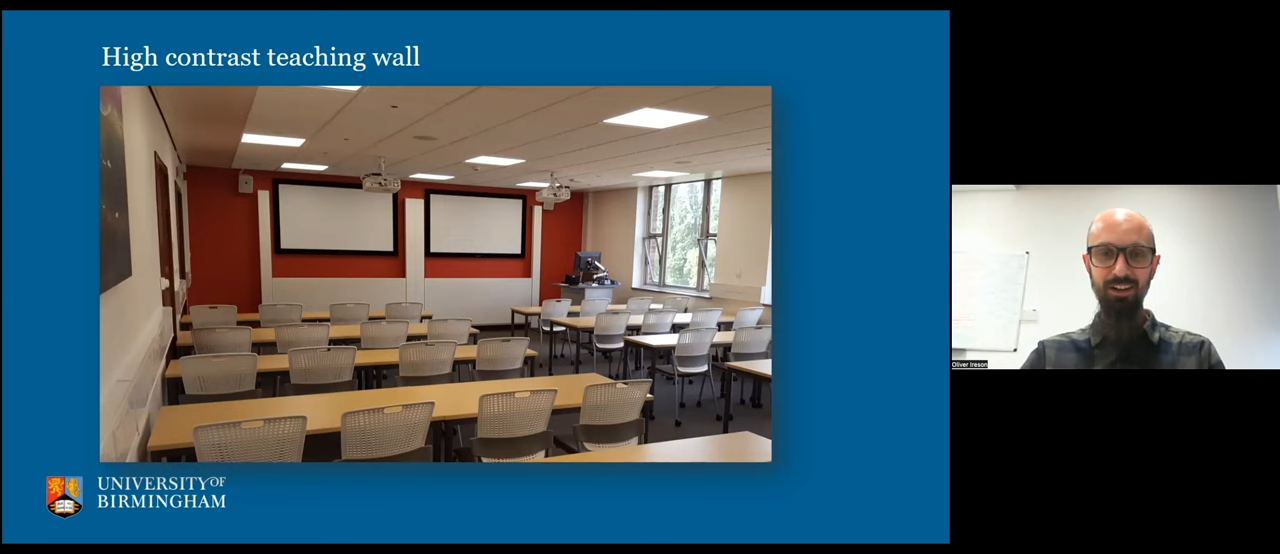 High contrast teaching wall
UNIVERSITY OF
BIRMINGHAM
Oliver Ireson